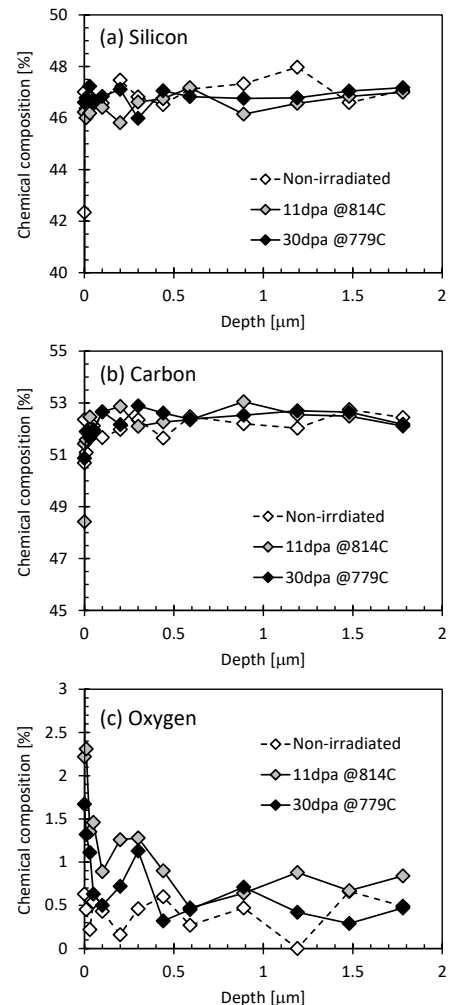 (a) Silicon
Chemical composition [%]
50
48
46
44
42
40
Non-irradiated
11dpa @814C
30dpa @779C
0 0.5 1 1.5 2
Depth [μm]
(b) Carbon
Chemical composition [%]
55
53
51
49
47
45
Non-irrdiated
11dpa @814C
30dpa @779C
0 0.5 1 1.5 2
Depth [μm]
(c) Oxygen
Chemical composition [%]
3
2.5
2
1.5
1
0.5
0
Non-irradiated
11dpa @814C
30dpa @779C
0 0.5 1 1.5 2
Depth [μm]